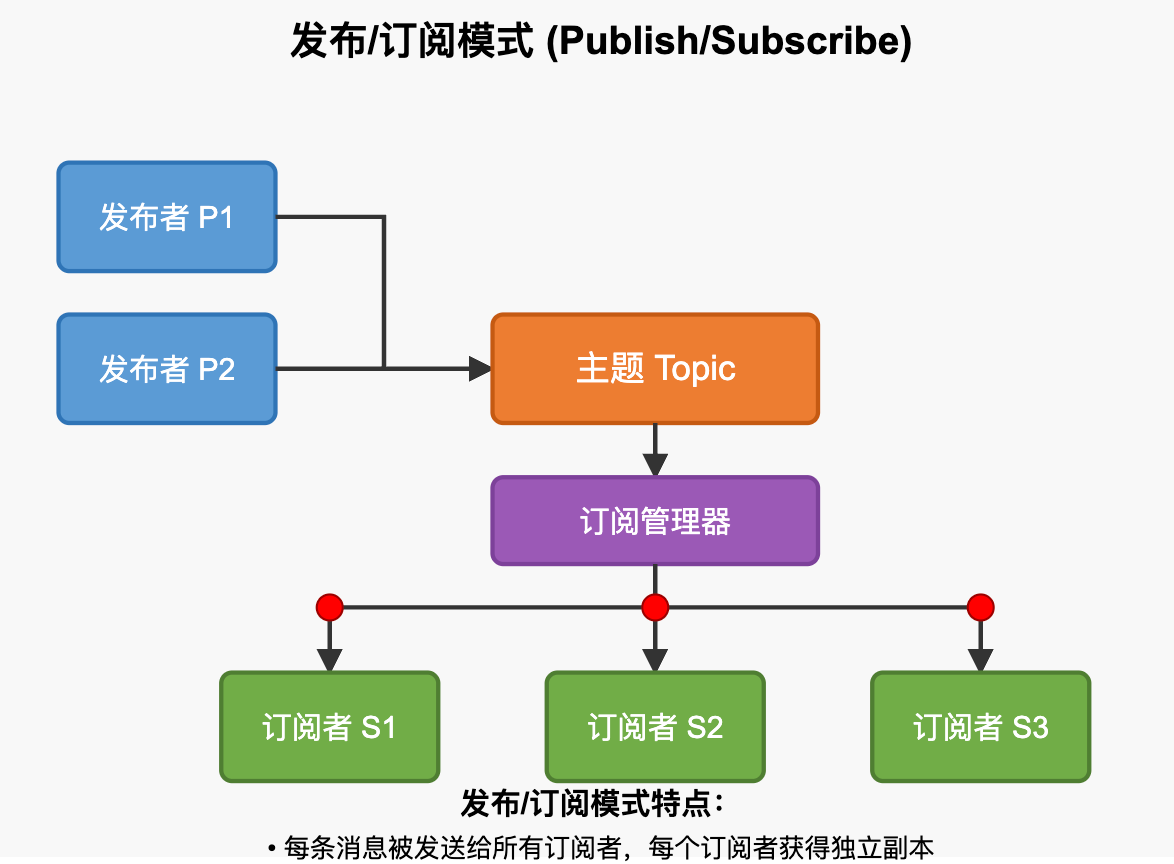 发布/订阅模式 (Publish/Subscribe)
发布者 P1
发布者 P2
主题 Topic
订阅管理器
订阅者 S1
订阅者 S2
订阅者 S3
发布/订阅模式特点：
• 每条消息被发送给所有订阅者，每个订阅者获得独立副本